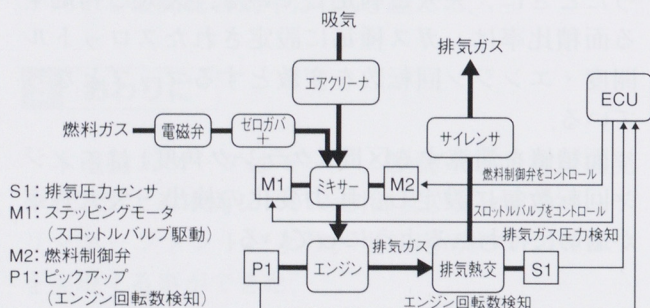 吸気
排気ガス
エアクリーナ
ECU
燃料ガス
電磁弁
ゼロガバナ
サイレンサ
M1
ミキサー
M2
燃料制御弁をコントロール
スロットルバルブをコントロール
排気ガス圧力検知
S1：排気圧力センサ
M1：ステッピングモータ
（スロットルバルブ駆動）
M2：燃料制御弁
P1：ピックアップ
（エンジン回転数検知）
P1
エンジン
排気ガス
排気熱交
S1
エンジン回転数検知